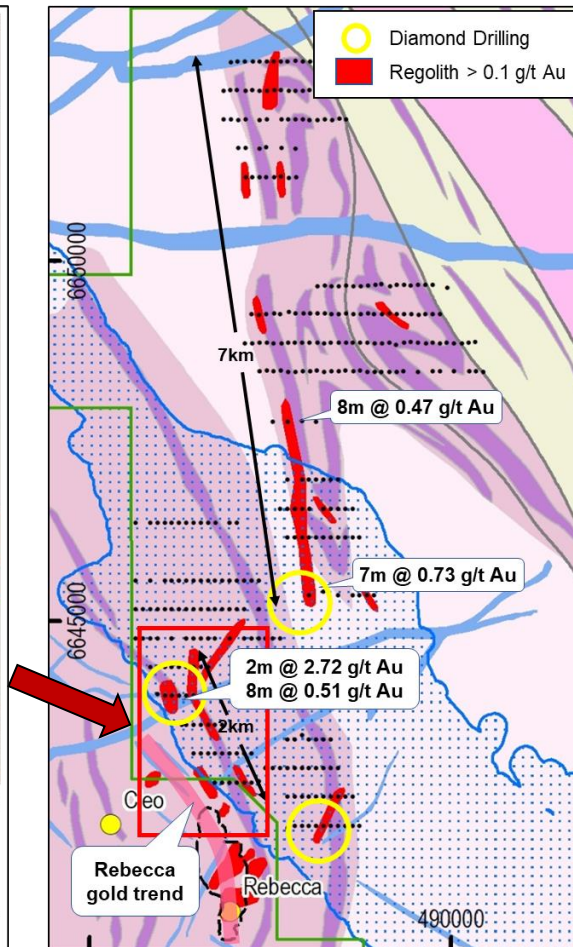 Diamond Drilling
Regolith > 0.1 g/t Au
6650000
7km
8m @ 0.47 g/t Au
7m @ 0.73 g/t Au
6645000
2m @ 2.72 g/t Au
8m @ 0.51 g/t Au
2km
Cleo
Rebecca
gold trend
Rebecca
490000